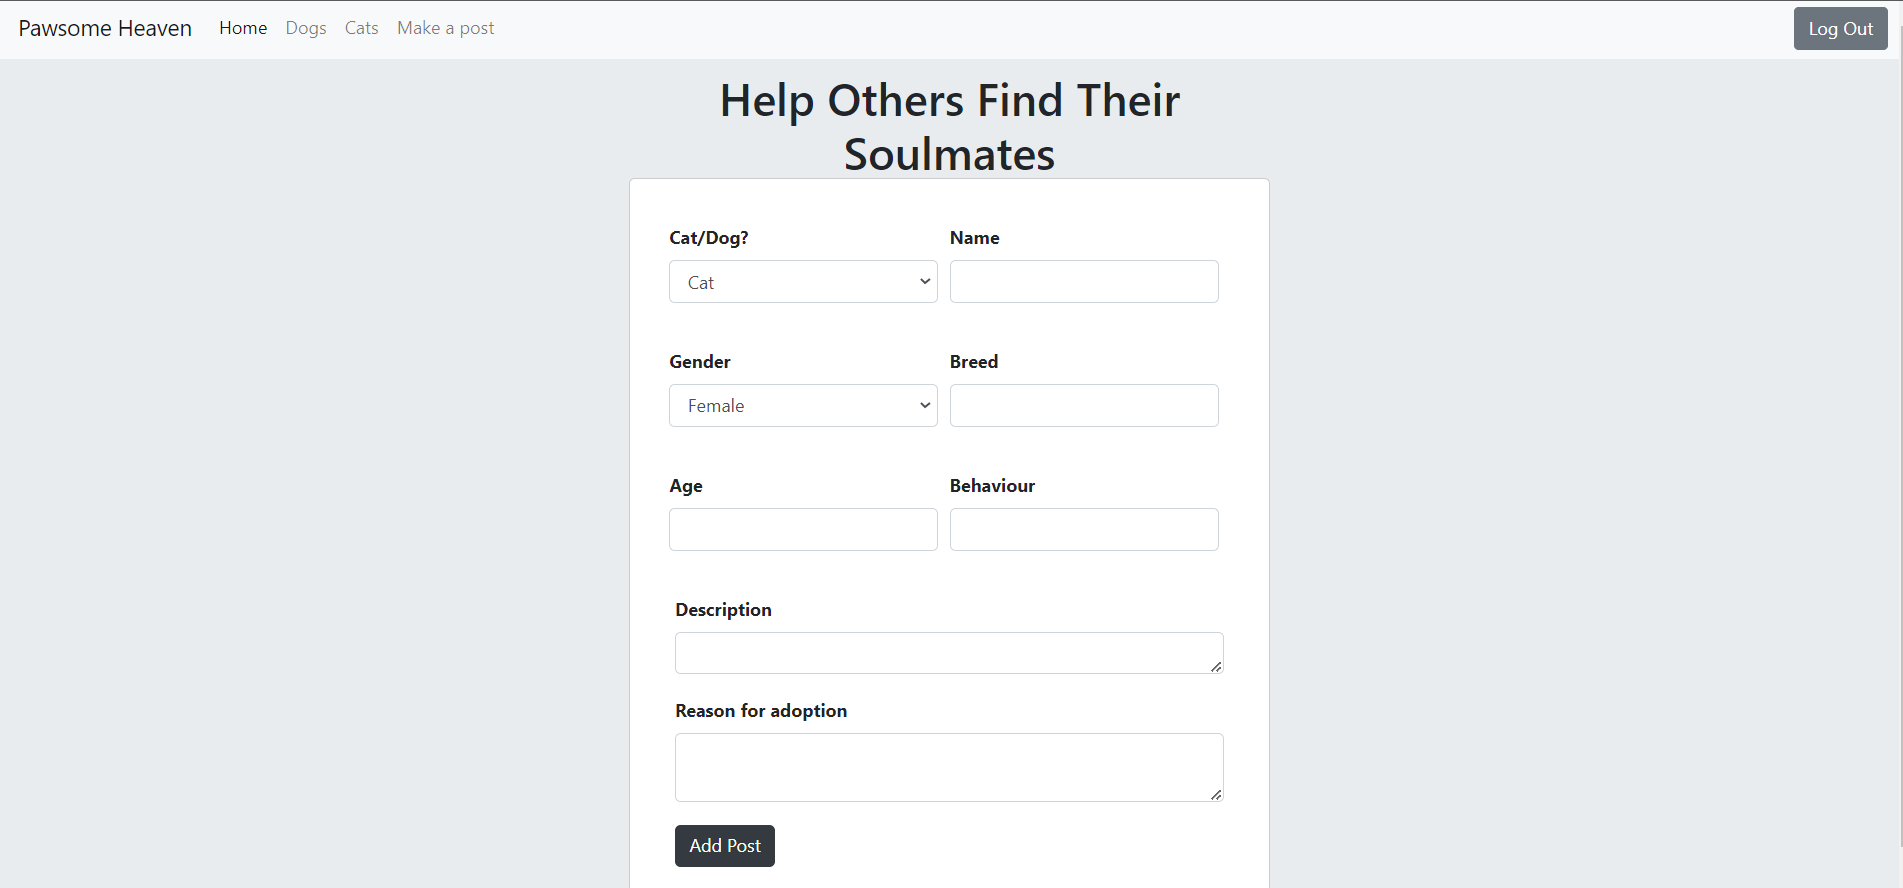 Pawsome Heaven Home Dogs Cats Make a post Log Out
Help Others Find Their
Soulmates
Cat/Dog? Name
Cat
Gender Breed
Female
Age Behaviour
Description
Reason for adoption
Add Post